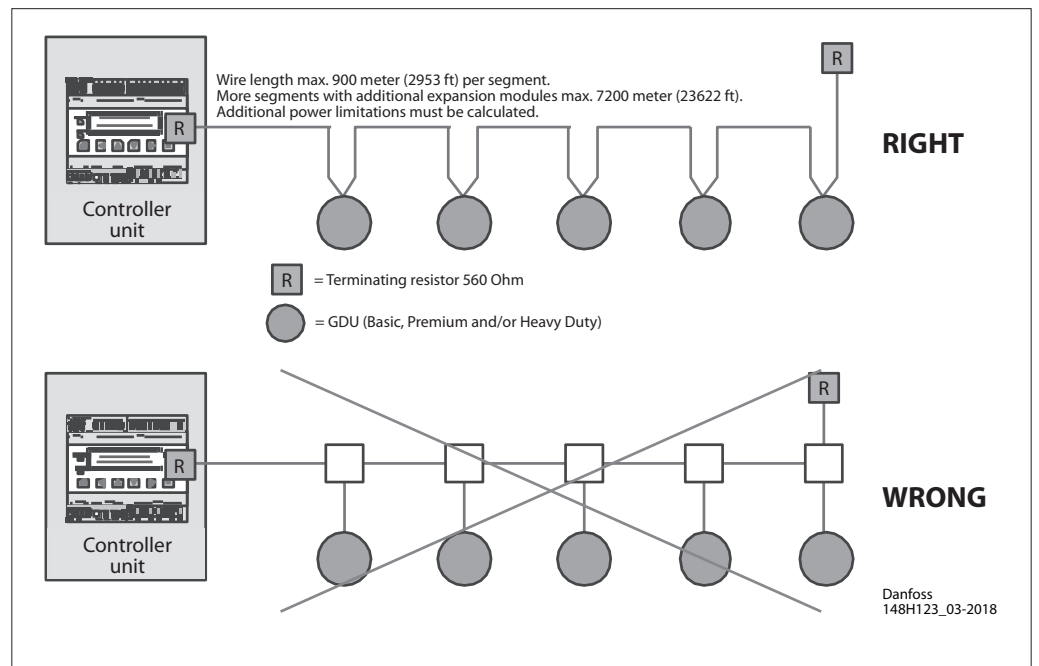 Wire length max. 900 meter (2953 ft) per segment.
More segments with additional expansion modules max. 7200 meter (23622 ft).
Additional power limitations must be calculated.
R
R
RIGHT
Controller
unit
R
= Terminating resistor 560 Ohm
= GDU (Basic, Premium and/or Heavy Duty)
R
R
WRONG
Controller
unit
Danfoss
148H123_03-2018